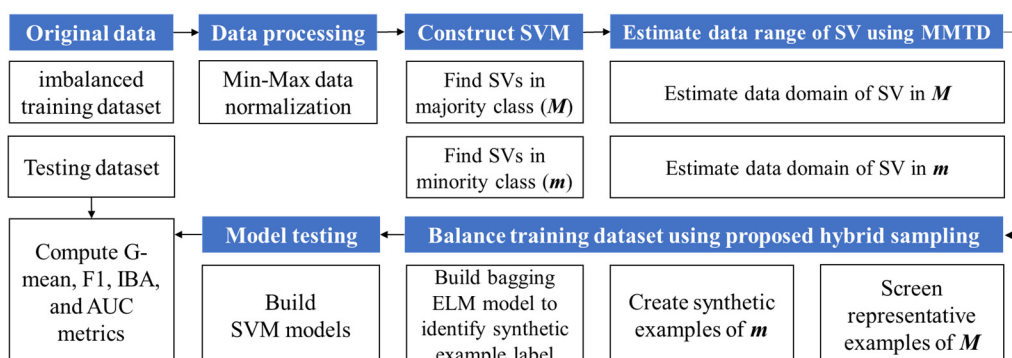 Original data
Data processing
Construct SVM
Estimate data range of SV using MMTD
imbalanced
training dataset
Min-Max data
normalization
Find SVs in
majority class (M)
Estimate data domain of SV in M
Testing dataset
Find SVs in
minority class (m)
Estimate data domain of SV in m
Compute G-
mean, F1, IBA,
and AUC
metrics
Model testing
Balance training dataset using proposed hybrid sampling
Build
SVM models
Build bagging
ELM model to
identify synthetic
example label
Create synthetic
examples of m
Screen
representative
examples of M